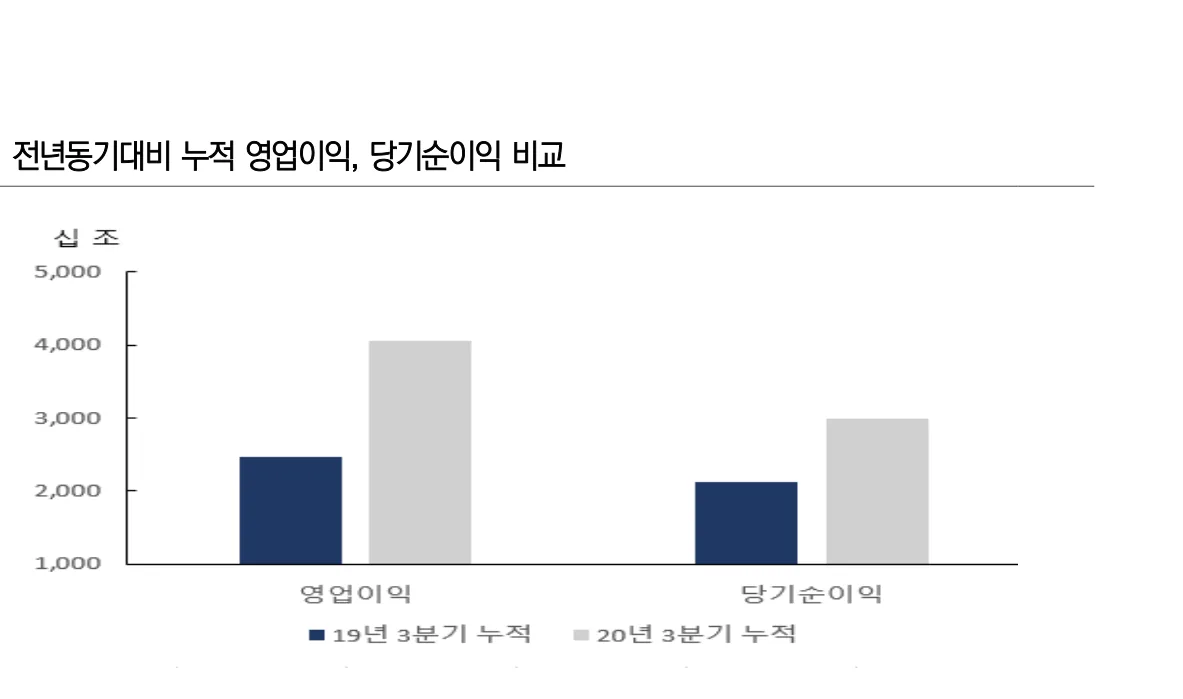 전년동기대비 누적 영업이익, 당기순이익 비교
십 조
5,000
4,000
3,000
2,000
1,000
영업이익 당기순이익
19년 3분기 누적 20년 3분기 누적